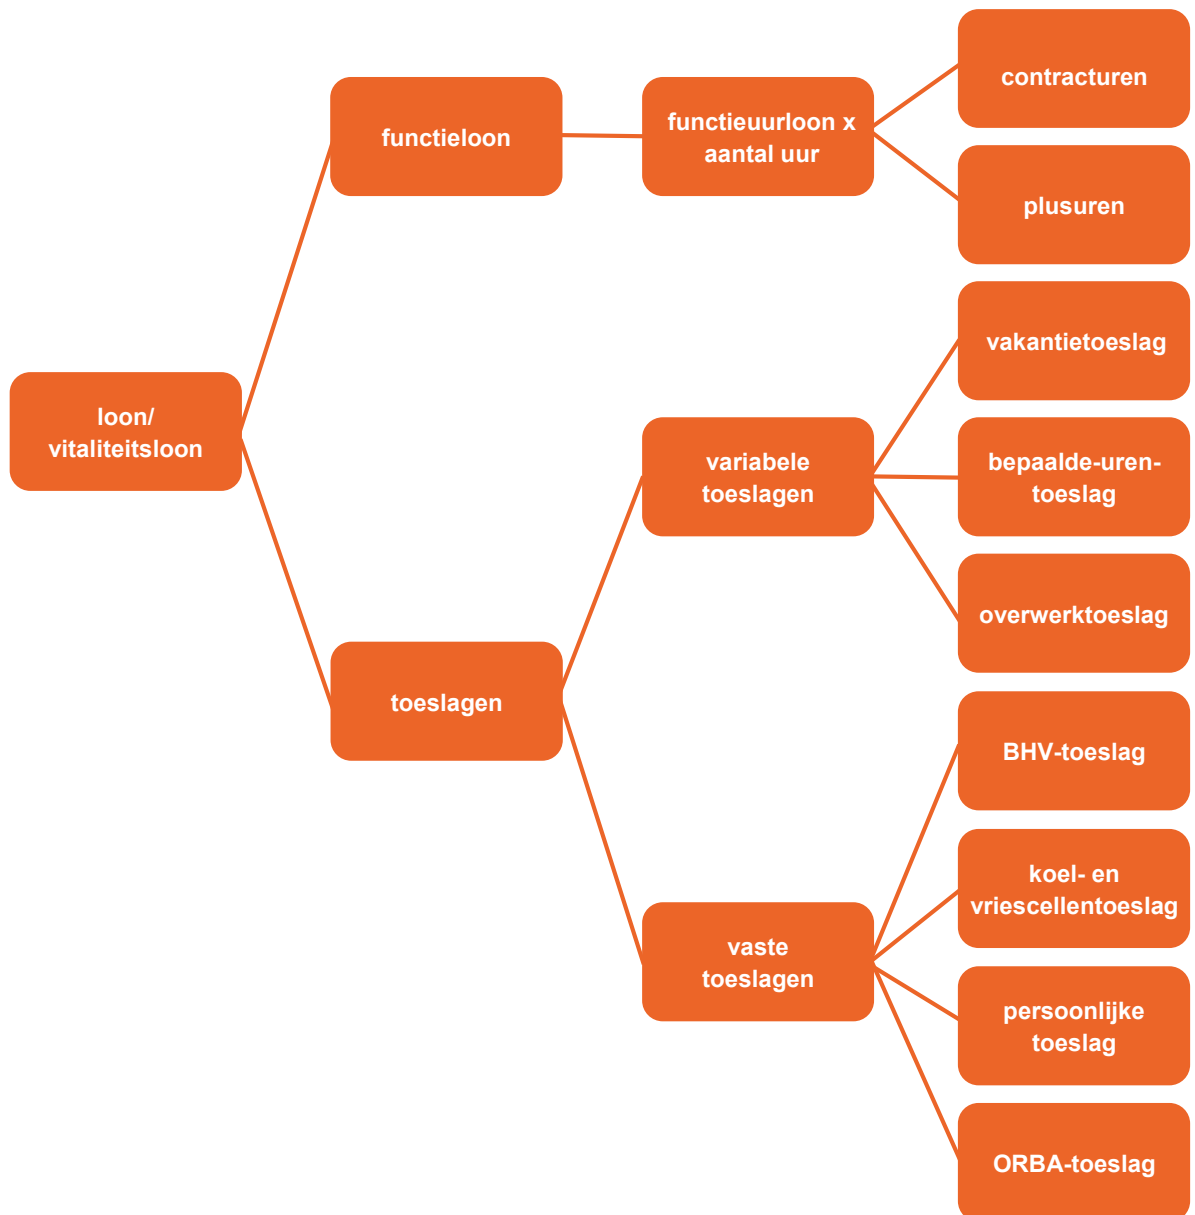 contracturen
functieloon
functieuurloon x
aantal uur
plusuren
vakantietoeslag
loon/
vitaliteitsloon
variabele
toeslagen
bepaalde-uren-
toeslag
overwerktoeslag
toeslagen
BHV-toeslag
koel- en
vriescellentoeslag
vaste
toeslagen
persoonlijke
toeslag
ORBA-toeslag